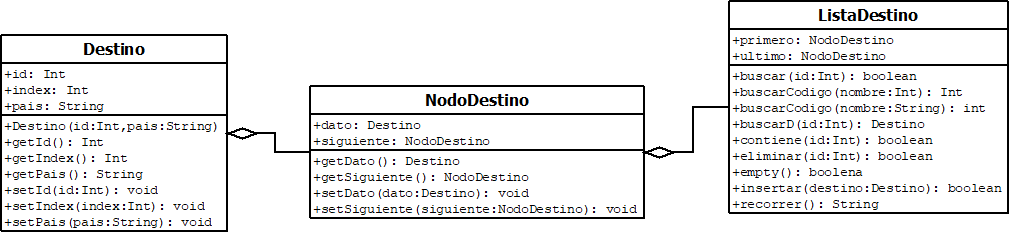 Destino
+id: Int
+index: Int
+pais: String
+Destino(id:Int,pais:String)
+getId(): Int
+getIndex(): Int
+getPais(): String
+setId(id:Int): void
+setIndex(index:Int): void
+setPais(pais:String): void
NodoDestino
+dato: Destino
+siguiente: NodoDestino
+getDato(): Destino
+getSiguiente(): NodoDestino
+setDato(dato:Destino): void
+setSiguiente(siguiente:NodoDestino): void
ListaDestino
+primero: NodoDestino
+ultimo: NodoDestino
+buscar(id:Int): boolean
+buscarCodigo(nombre:Int): Int
+buscarCodigo(nombre:String): int
+buscarD(id:Int): Destino
+contiene(id:Int): boolean
+eliminar(id:Int): boolean
+empty(): boolena
+insertar(destino:Destino): boolean
+recorrer(): String